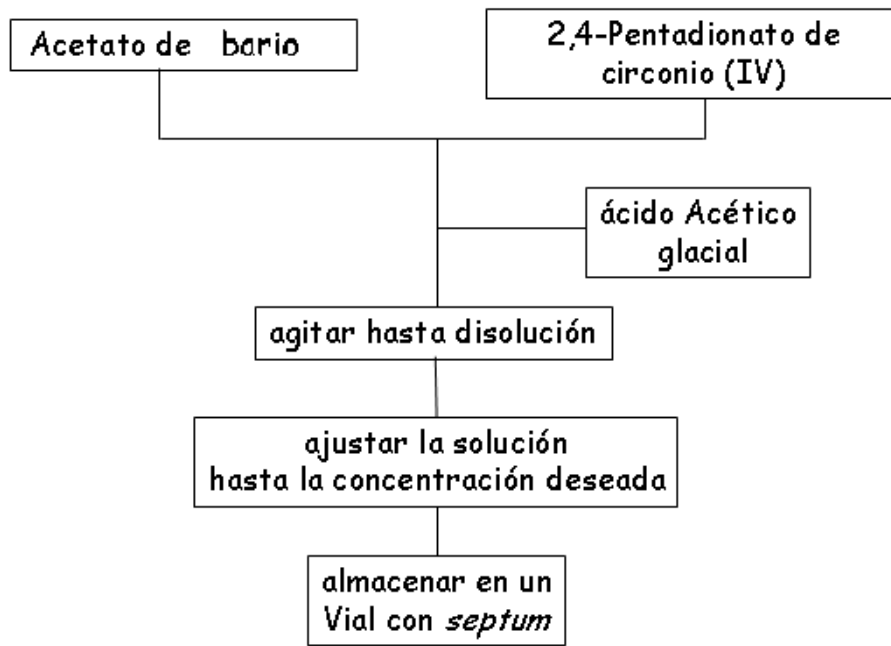 Acetato de bario
2,4-Pentadionato de
circonio (IV)
ácido Acético
glacial
agitar hasta disolución
ajustar la solución
hasta la concentración deseada
almacenar en un
Vial con septum